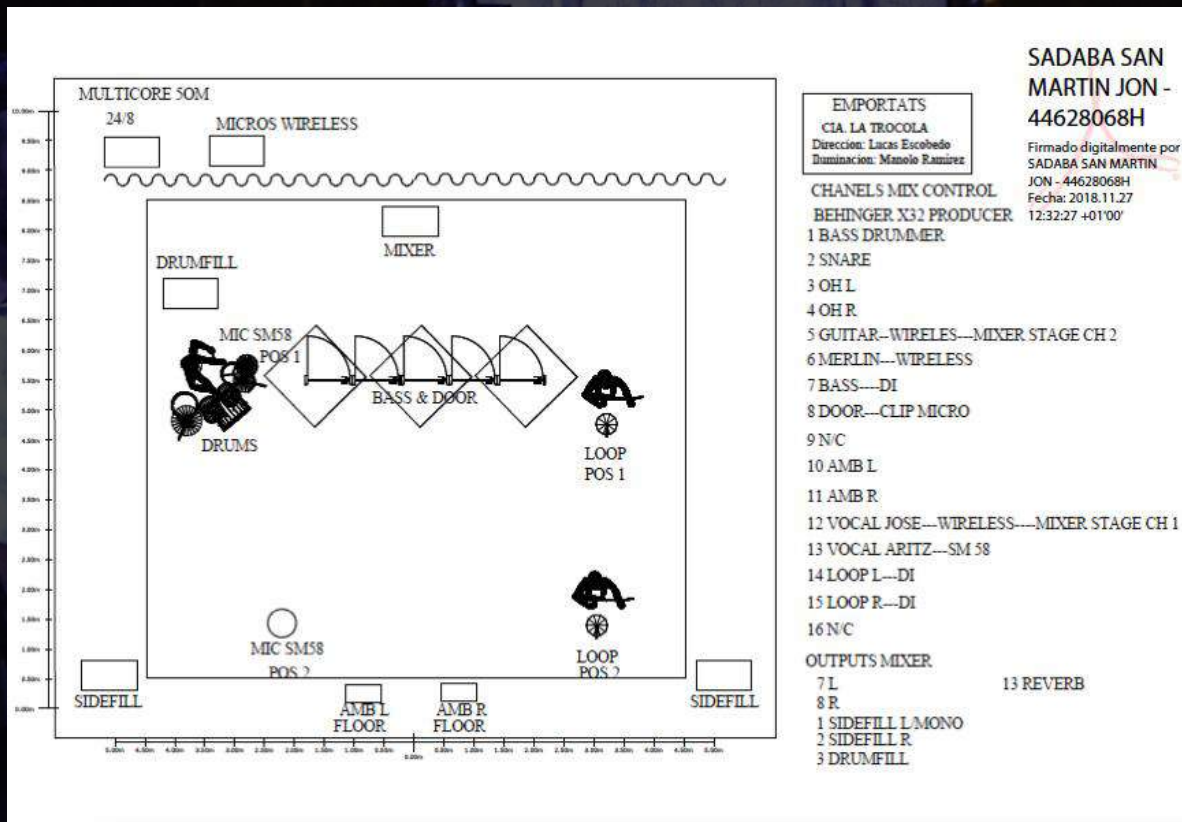 MULTICORE 50M
24/8
MICROS WIRELESS
MIXER
DRUMFILL
MIC SM58
POS 1
BASS & DOOR
DRUMS
LOOP
POS 1
MIC SM58
POS 2
LOOP
POS 2
SIDEFILL
AMB L
FLOOR
AMB R
FLOOR
SIDEFILL
EMPORTATS
CIA. LA TROCOLA
Direccion: Lucas Escobedo
Iluminacion: Manolo Ramirez
SADABA SAN
MARTIN JON -
44628068H
Firmado digitalmente por
SADABA SAN MARTIN
JON - 44628068H
Fecha: 2018.11.27
12:32:27 +01'00'
CHANELS MIX CONTROL
BEHINGER X32 PRODUCER
1 BASS DRUMMER
2 SNARE
3 OH L
4 OH R
5 GUITAR--WIRELES---MIXER STAGE CH 2
6 MERLIN---WIRELESS
7 BASS----DI
8 DOOR---CLIP MICRO
9 N/C
10 AMB L
11 AMB R
12 VOCAL JOSE---WIRELESS----MIXER STAGE CH 1
13 VOCAL ARITZ---SM 58
14 LOOP L---DI
15 LOOP R---DI
16 N/C
OUTPUTS MIXER
7 L 13 REVERB
8 R
1 SIDEFILL L/MONO
2 SIDEFILL R
3 DRUMFILL